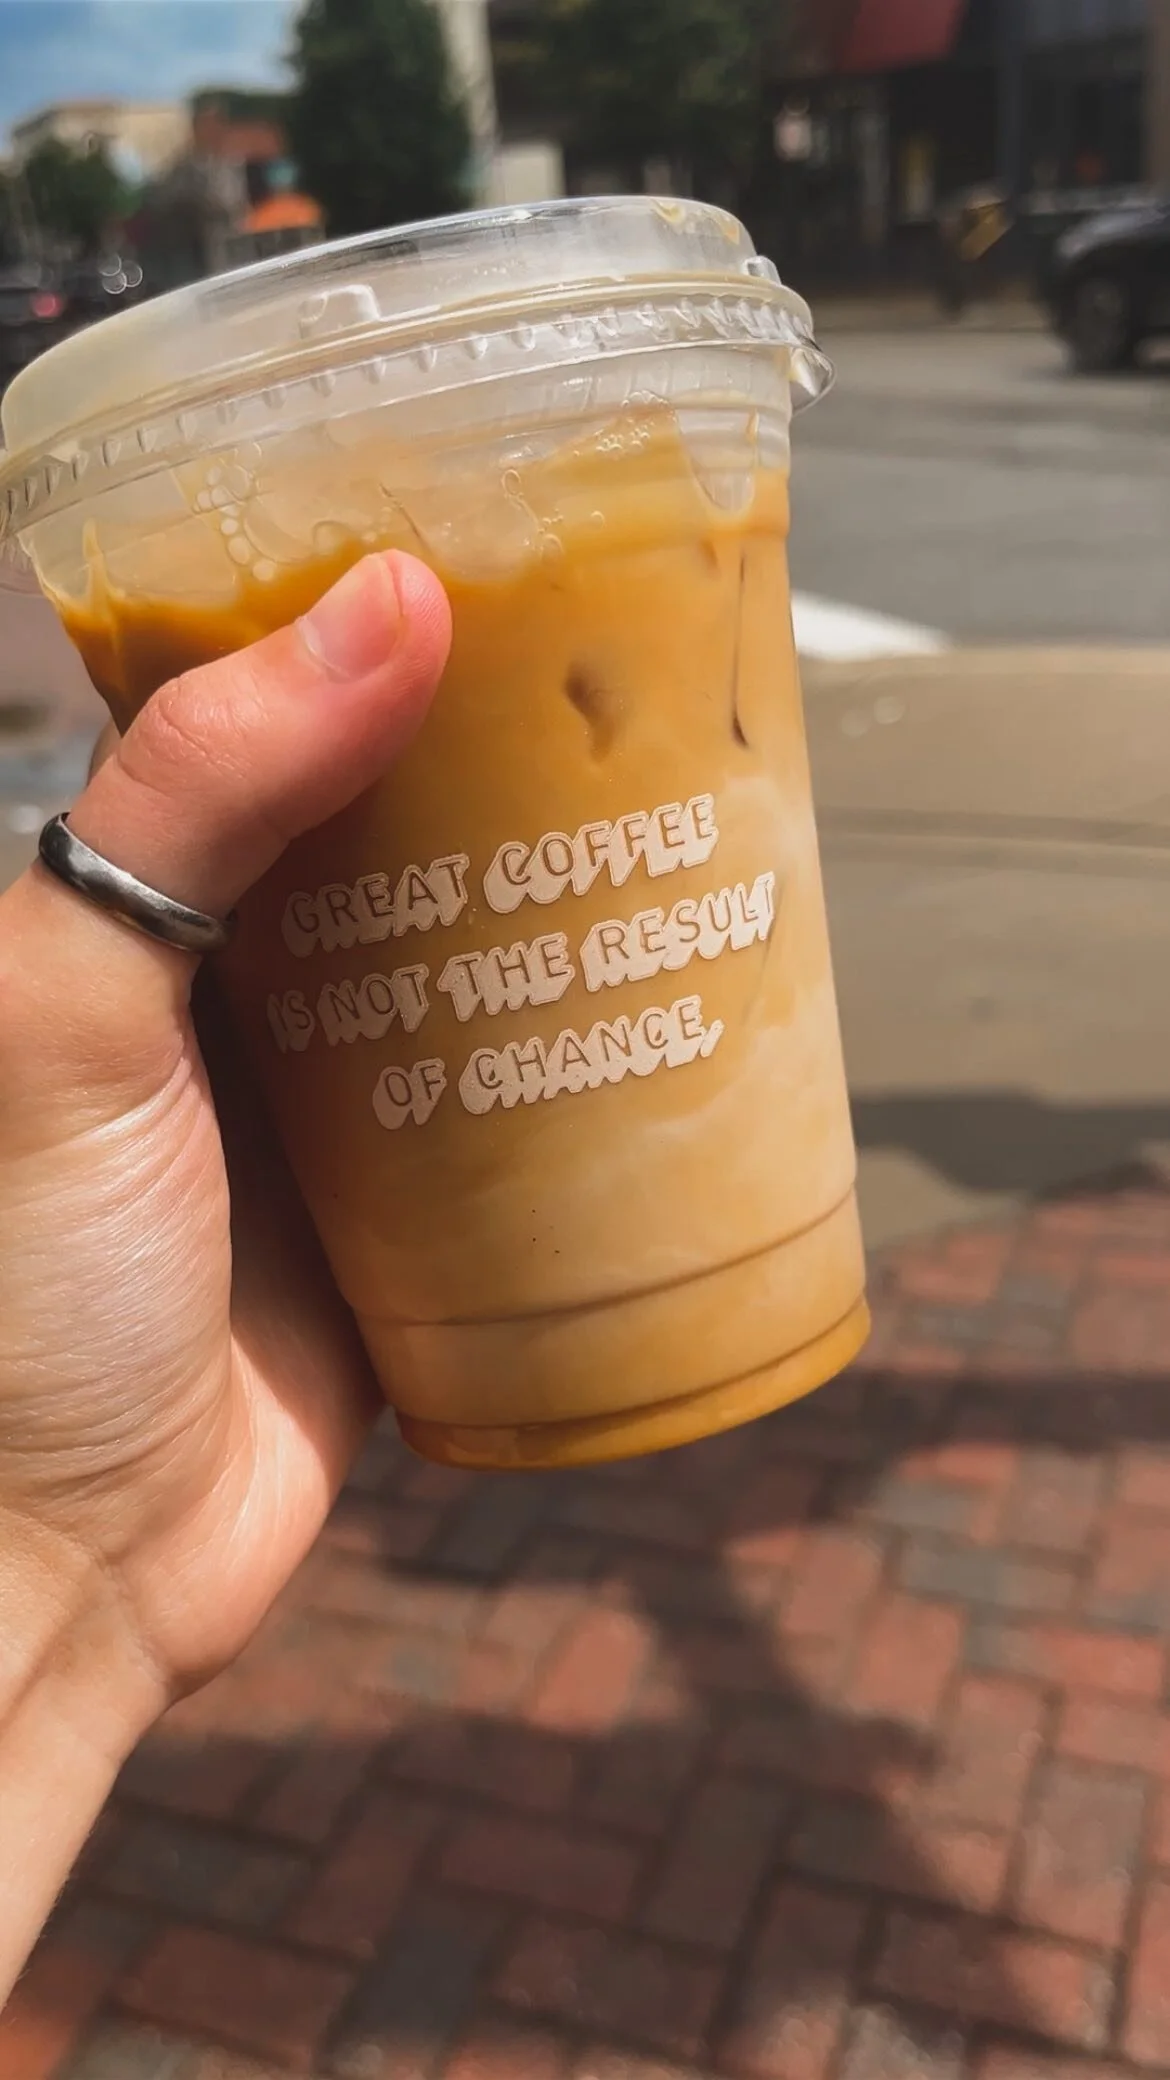 GREAT COFFEE
IS NOT THE RESULT
OF CHANCE,